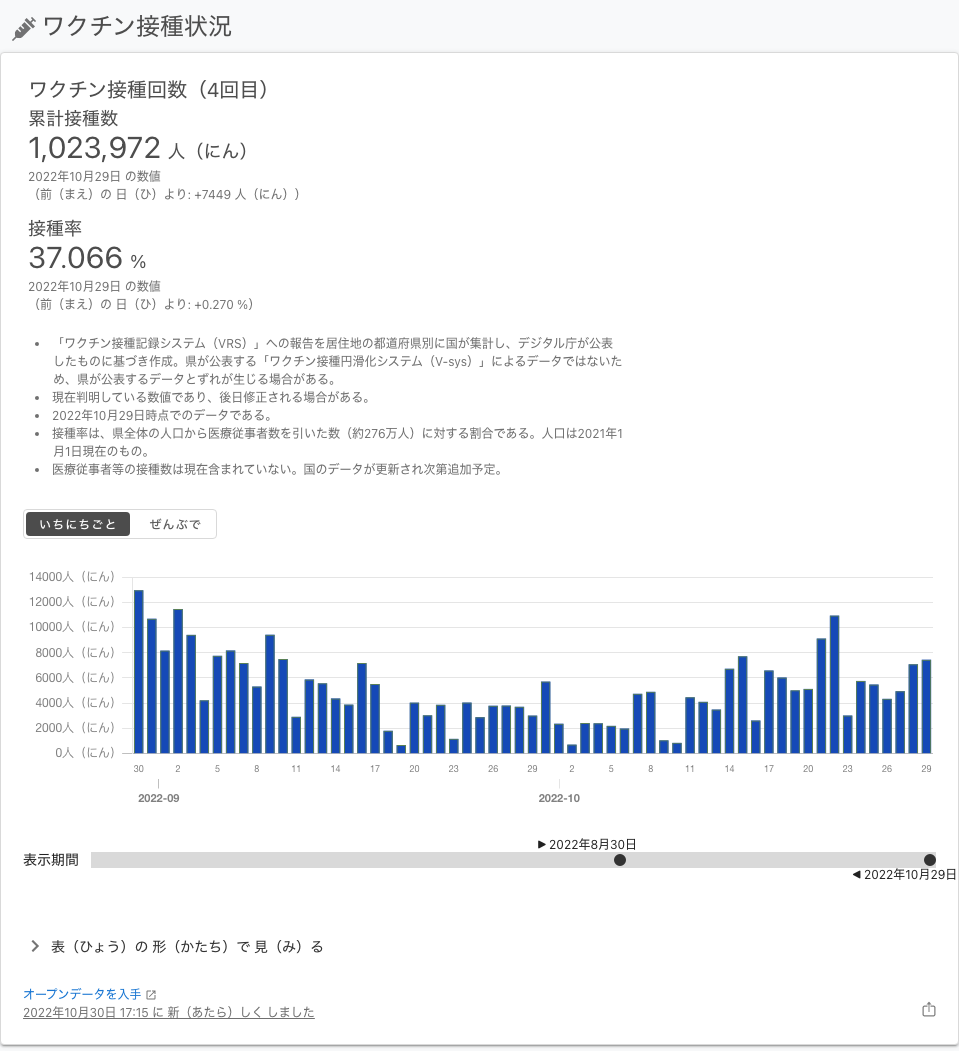 ワクチン接種状況
ワクチン接種回数（4回目）
累計接種数
1,023,972 人（にん）
2022年10月29日 の数値
（前（まえ）の 日（ひ）より: +7449 人（にん））
接種率
37.066 %
2022年10月29日 の数値
（前（まえ）の 日（ひ）より: +0.270 %）
• 「ワクチン接種記録システム（VRS）」への報告を居住地の都道府県別に国が集計し、デジタル庁が公表
したものに基づき作成。県が公表する「ワクチン接種円滑化システム（V-sys）」によるデータではないた
め、県が公表するデータとずれが生じる場合がある。
• 現在判明している数値であり、後日修正される場合がある。
• 2022年10月29日時点でのデータである。
• 接種率は、県全体の人口から医療従事者数を引いた数（約276万人）に対する割合である。人口は2021年1
月1日現在のもの。
• 医療従事者等の接種数は現在含まれていない。国のデータが更新され次第追加予定。
いちにちごと ぜんぶで
14000人（にん）
12000人（にん）
10000人（にん）
8000人（にん）
6000人（にん）
4000人（にん）
2000人（にん）
0人（にん）
30 2 5 8 11 14 17 20 23 26 29 2 5 8 11 14 17 20 23 26 29
2022-09 2022-10
▶ 2022年8月30日
表示期間
◀ 2022年10月29日
表（ひょう）の 形（かたち）で 見（み）る
オープンデータを入手
2022年10月30日 17:15 に 新（あたら）しく しました